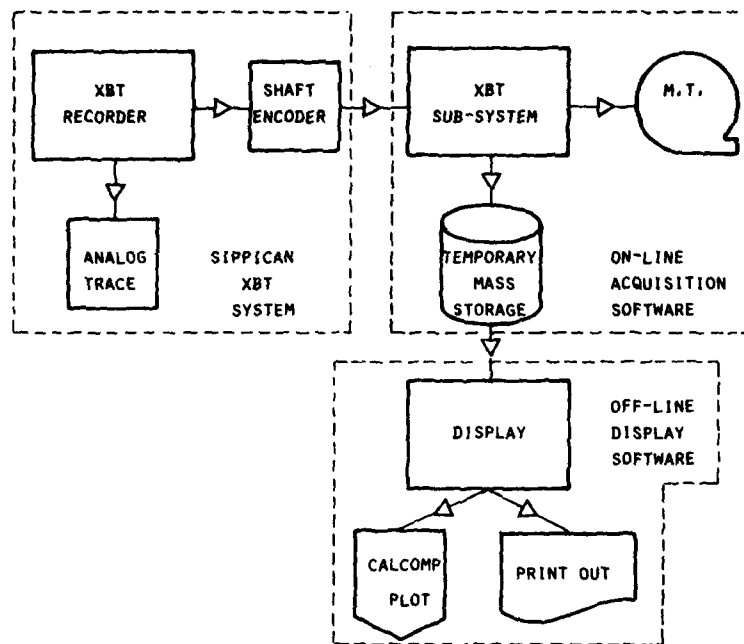 XBT
RECORDER
SHAFT
ENCODER
XBT
SUB-SYSTEM
M.T.
ANALOG
TRACE
SIPPICAN
XBT
SYSTEM
TEMPORARY
MASS
STORAGE
ON-LINE
ACQUISITION
SOFTWARE
DISPLAY
OFF-LINE
DISPLAY
SOFTWARE
CALCOMP
PLOT
PRINT OUT